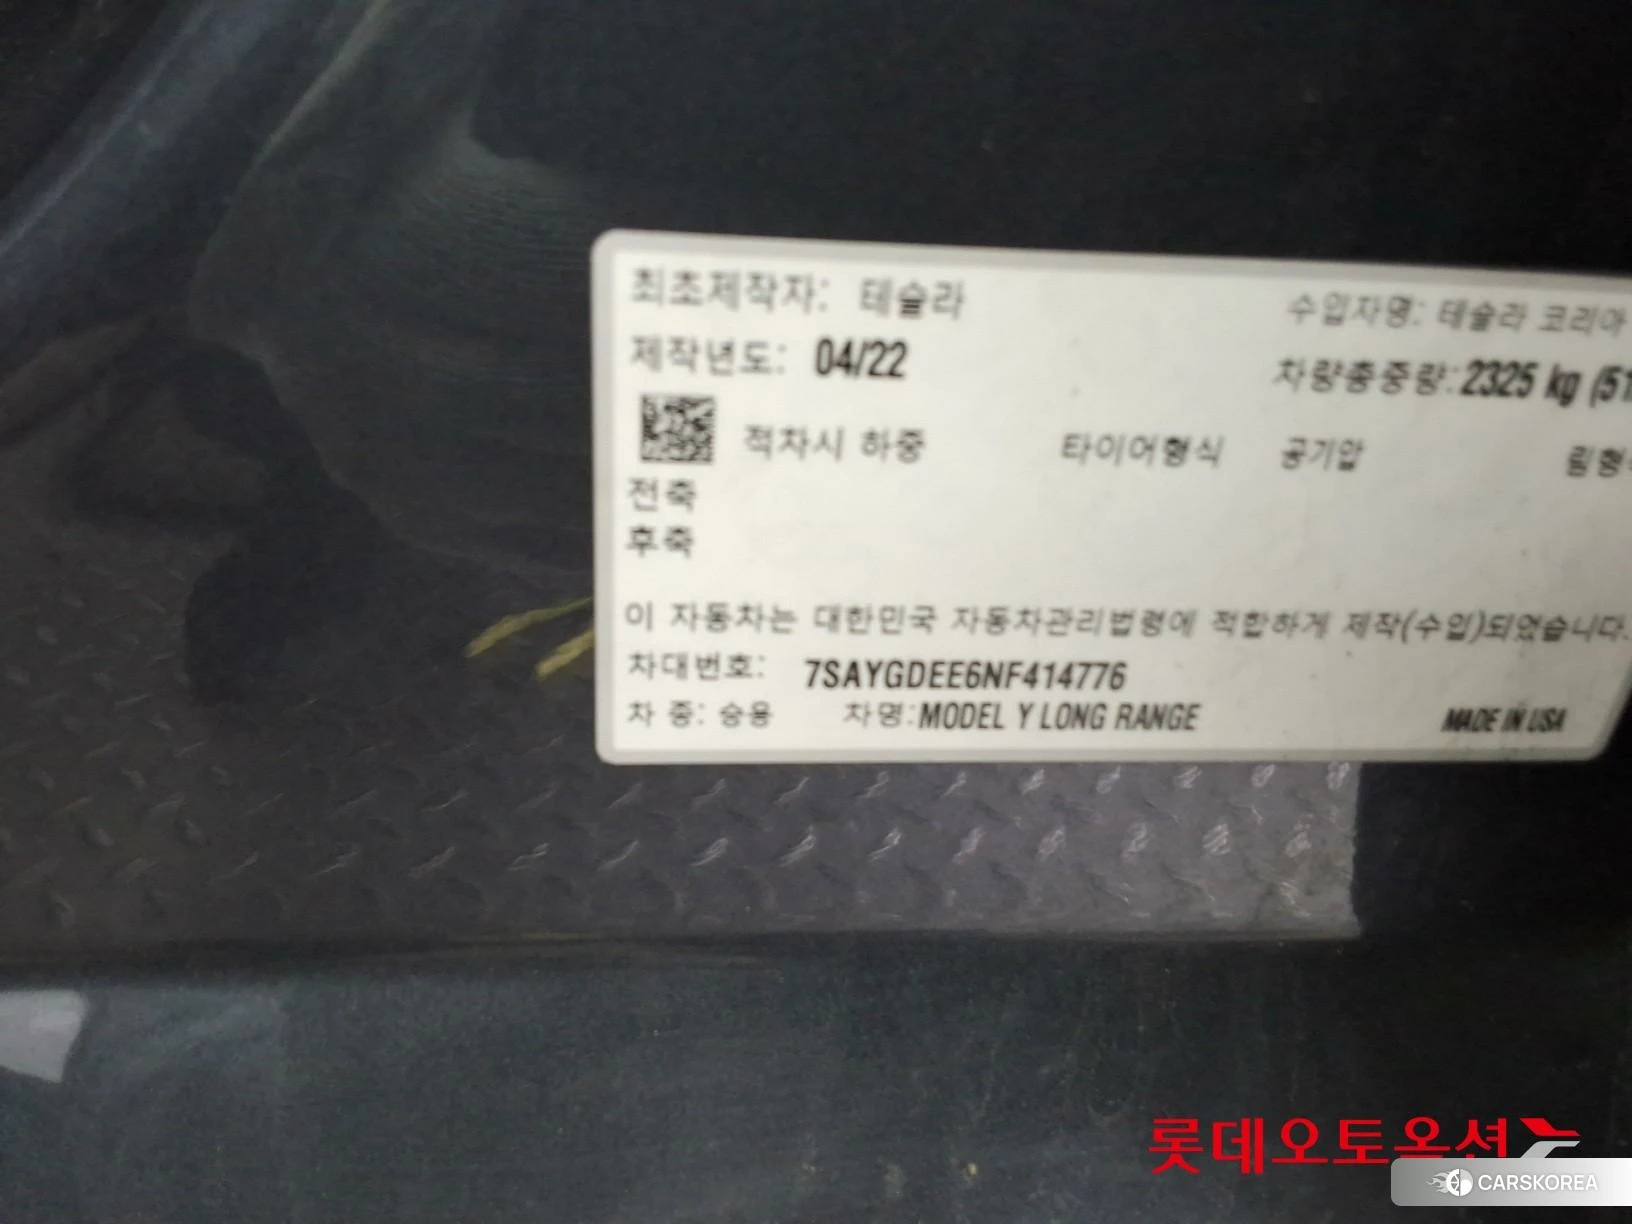 최초제작자: 테슬라 수입자명: 테슬라 코리아
제작년도: 04/22 차량총중량: 2325 kg (51
적차시 하중 타이어형식 공기압 림형
전축
후축
이 자동차는 대한민국 자동차관리법령에 적합하게 제작(수입)되었습니다.
차대번호: 7SAYGDEE6NF414776
차 종: 승용 차명: MODEL Y LONG RANGE MADE IN USA
롯데오토옥션
CARSKOREA